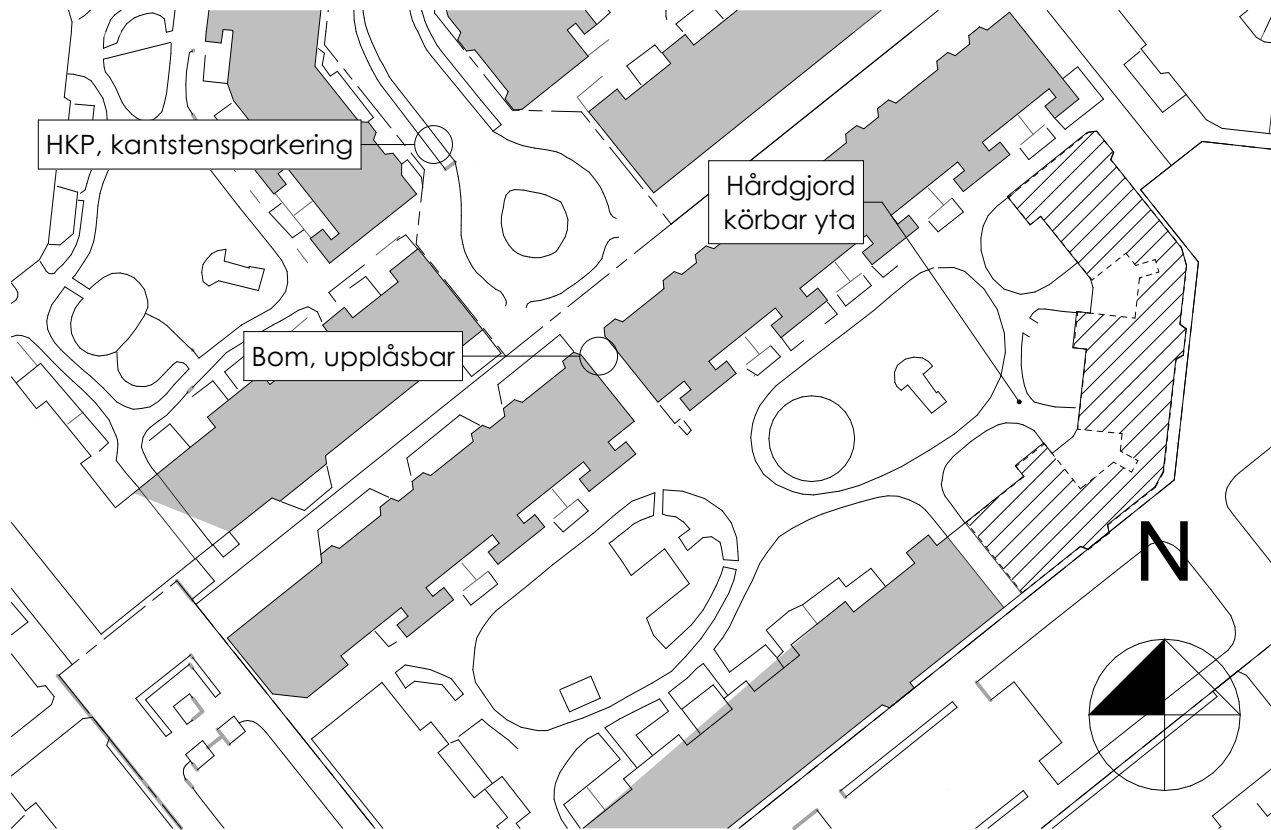 HKP, kantstensparkering
Hårdgjord
körbar yta
Bom, upplåsbar
N